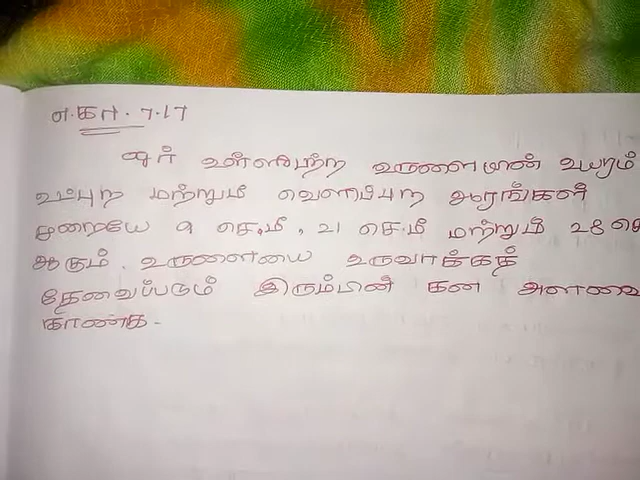 எ.கா. 7.17
ஓர் உள்ளீடற்ற உருளையின் உயரம்
உட்புற மற்றும் வெளிப்புற ஆரங்கள்
முறையே 9 செ.மீ, 21 செ.மீ மற்றும் 28 செ
ஆகும். உருளையை உருவாக்கத்
தேவைப்படும் இரும்பின் கன அளவை
காண்க.